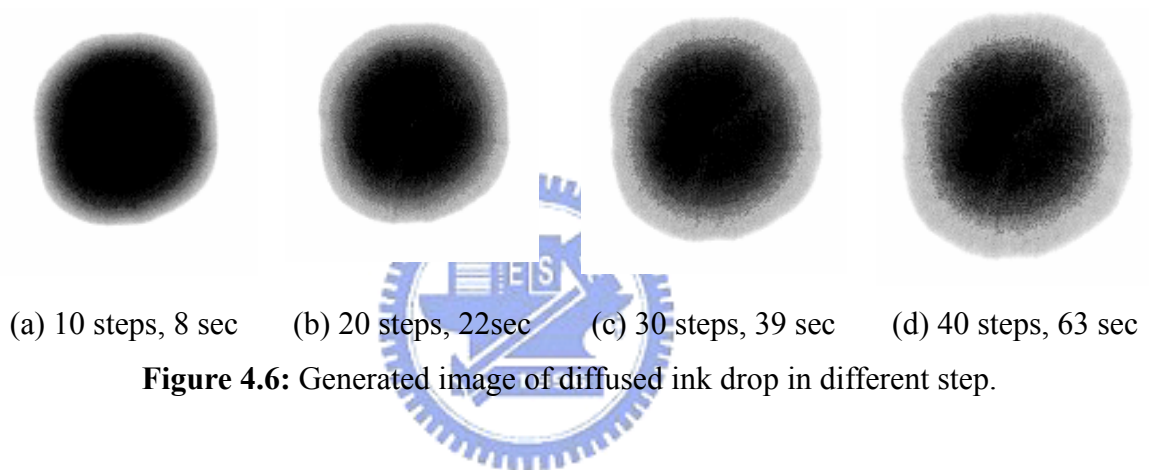 (a) 10 steps, 8 sec (b) 20 steps, 22sec (c) 30 steps, 39 sec (d) 40 steps, 63 sec
Figure 4.6: Generated image of diffused ink drop in different step.